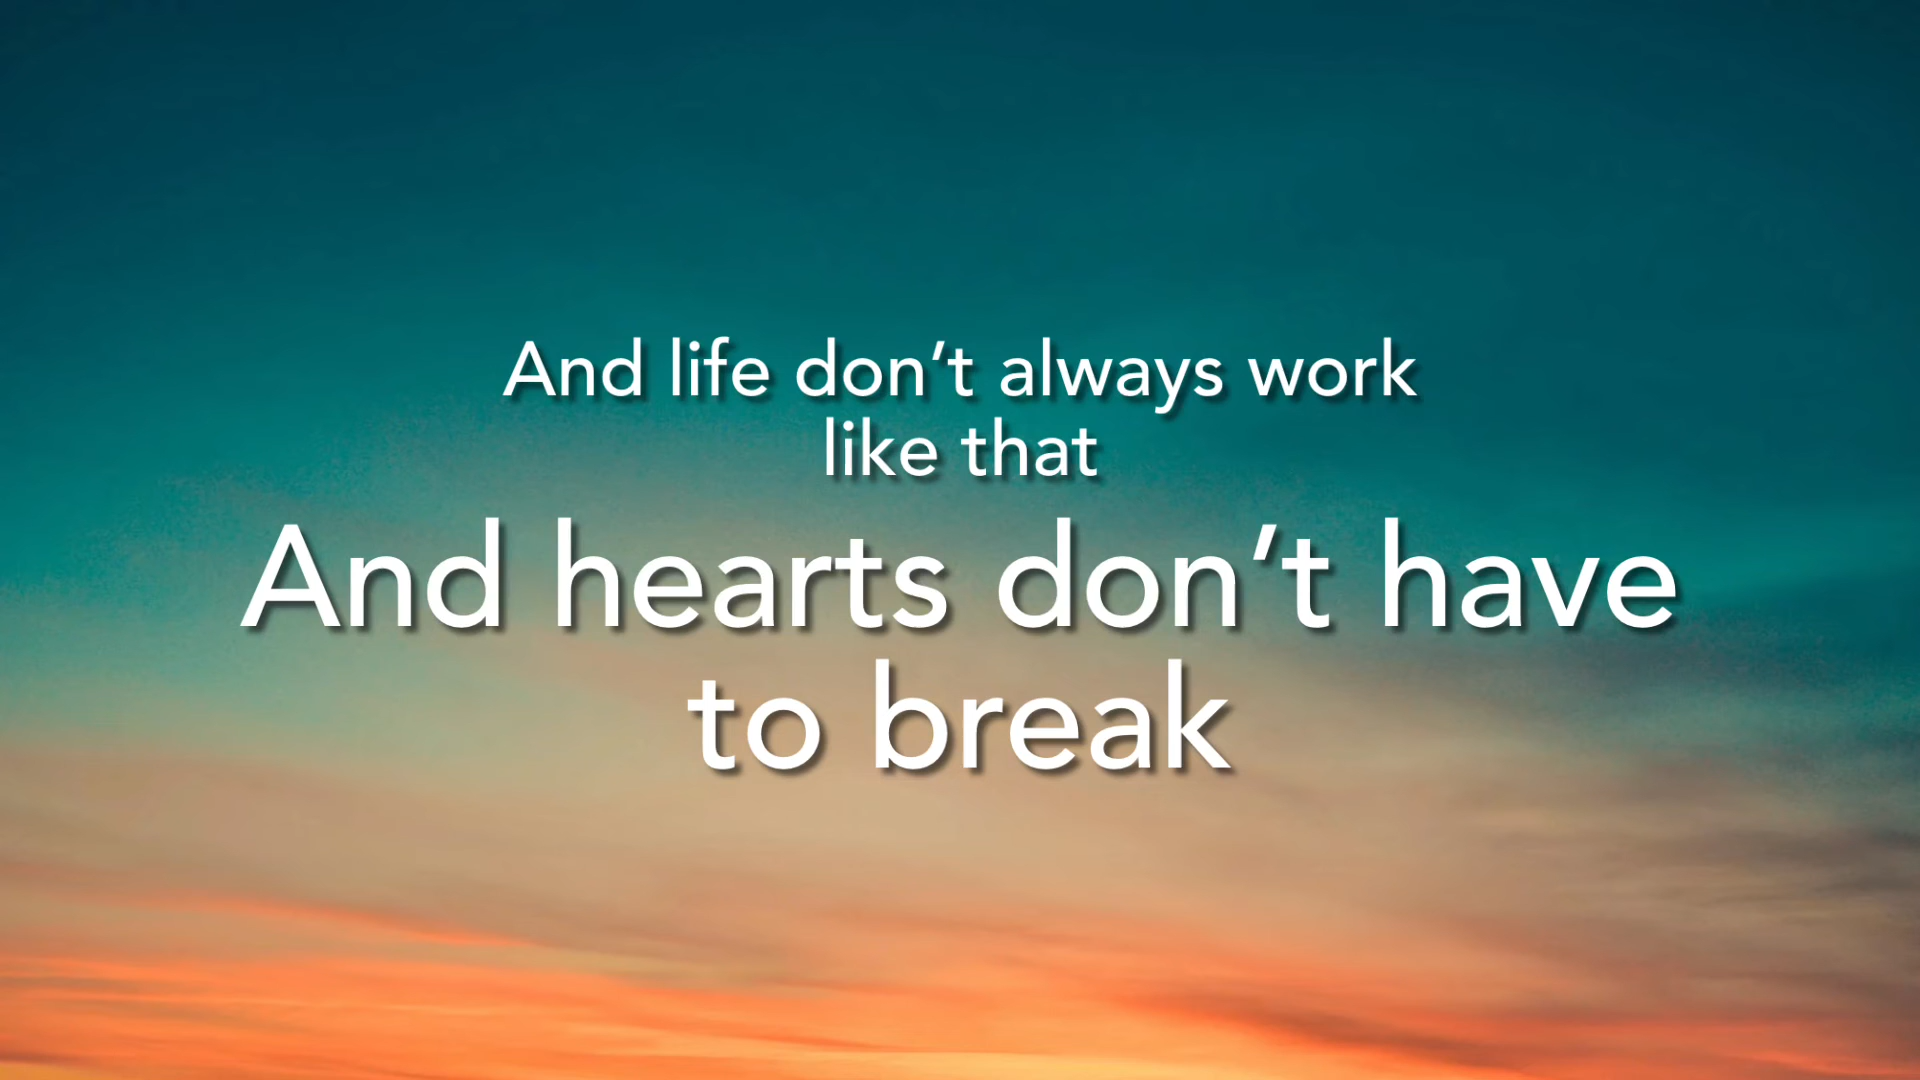 And life don’t always work
like that
And hearts don’t have
to break